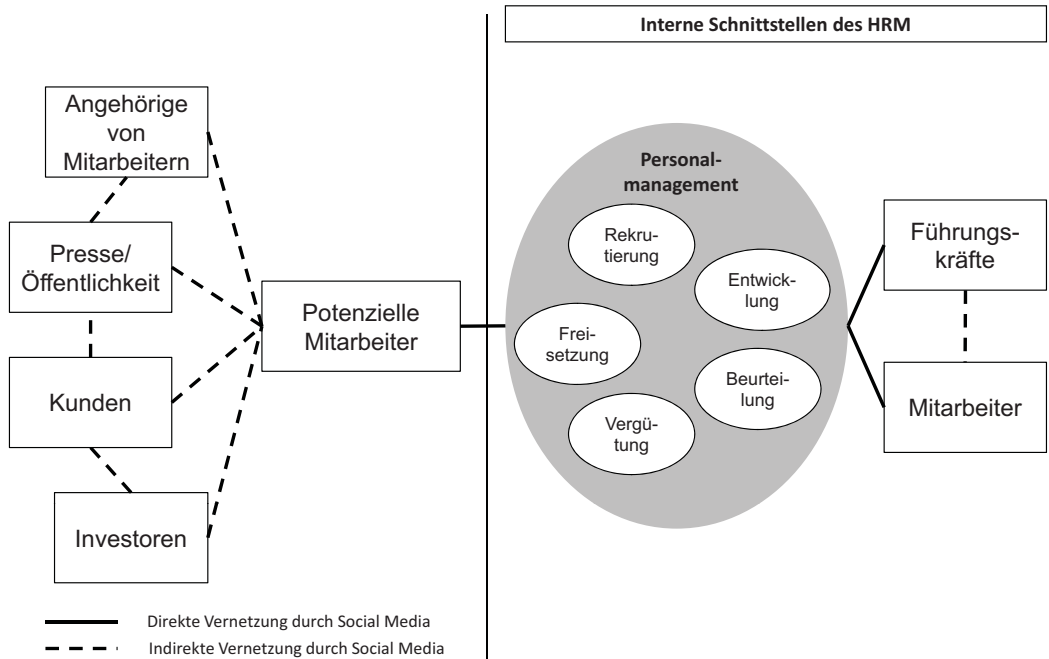 Interne Schnittstellen des HRM
Angehörige
von
Mitarbeitern
Presse/
Öffentlichkeit
Kunden
Investoren
Potenzielle
Mitarbeiter
Personal-
management
Rekru-
tierung
Entwick-
lung
Frei-
setzung
Beurtei-
lung
Vergü-
tung
Führungs-
kräfte
Mitarbeiter
Direkte Vernetzung durch Social Media
Indirekte Vernetzung durch Social Media